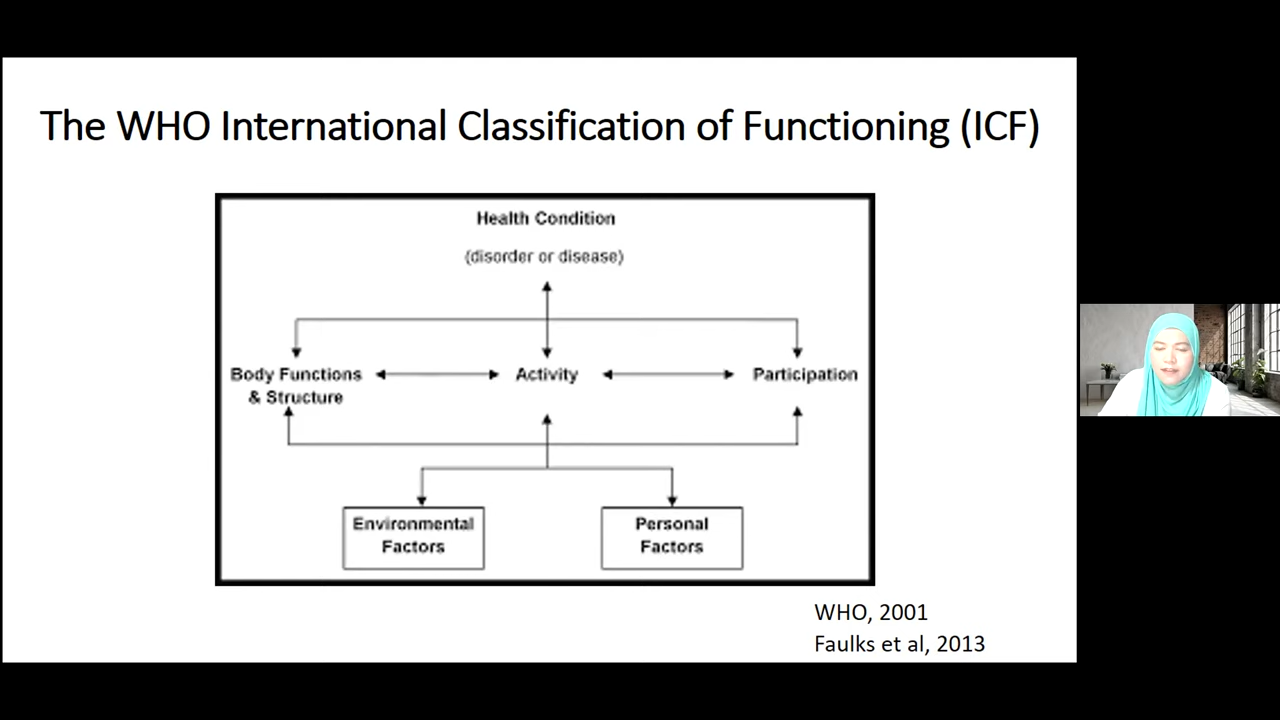 The WHO International Classification of Functioning (ICF)
Health Condition
(disorder or disease)
Body Functions
& Structure
Activity
Participation
Environmental
Factors
Personal
Factors
WHO, 2001
Faulks et al, 2013